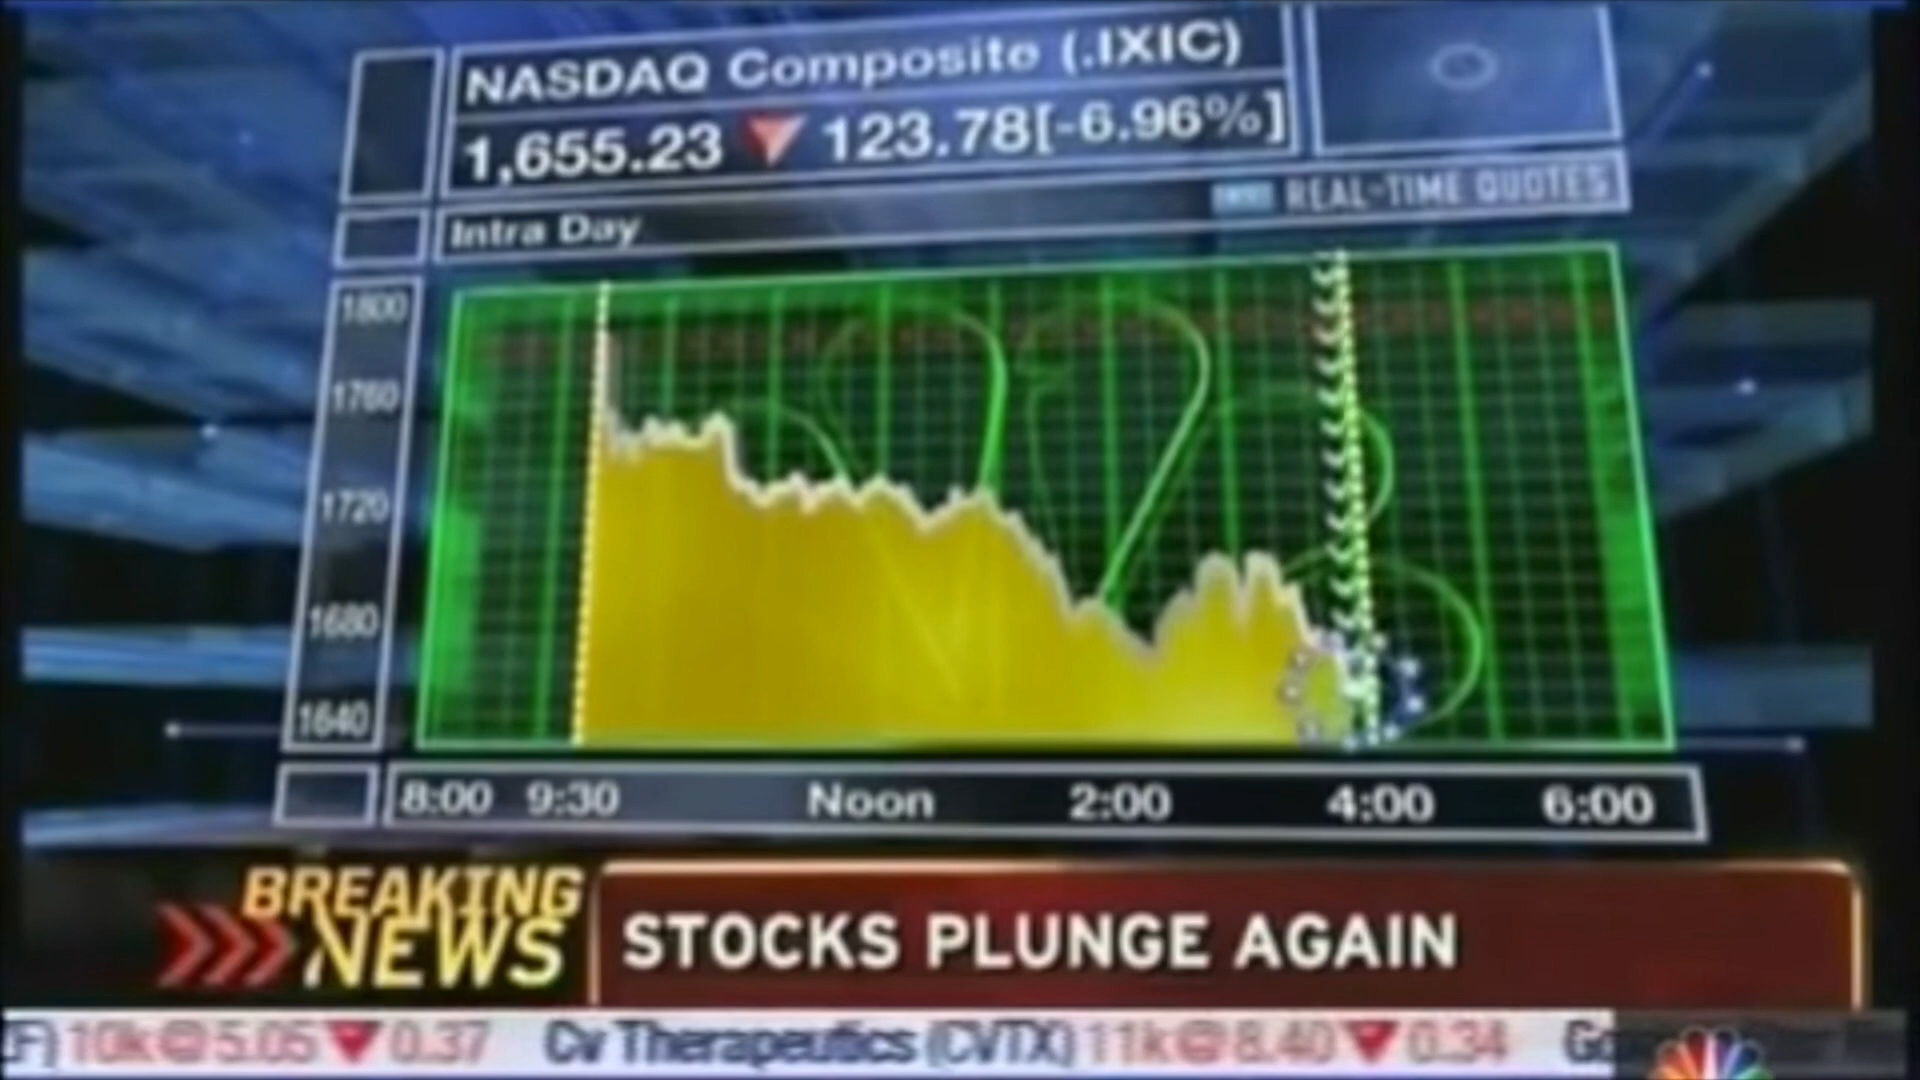 NASDAQ Composite (.IXIC)
1,655.23 ▼ 123.78[-6.96%]
REAL-TIME QUOTES
Intra Day
1800
1760
1720
1680
1640
8:00 9:30 Noon 2:00 4:00 6:00
BREAKING
NEWS
STOCKS PLUNGE AGAIN
F) 10k@5.05▼0.37 Cv Therapeutics (CVTX) 11k@8.40▼0.34 Go